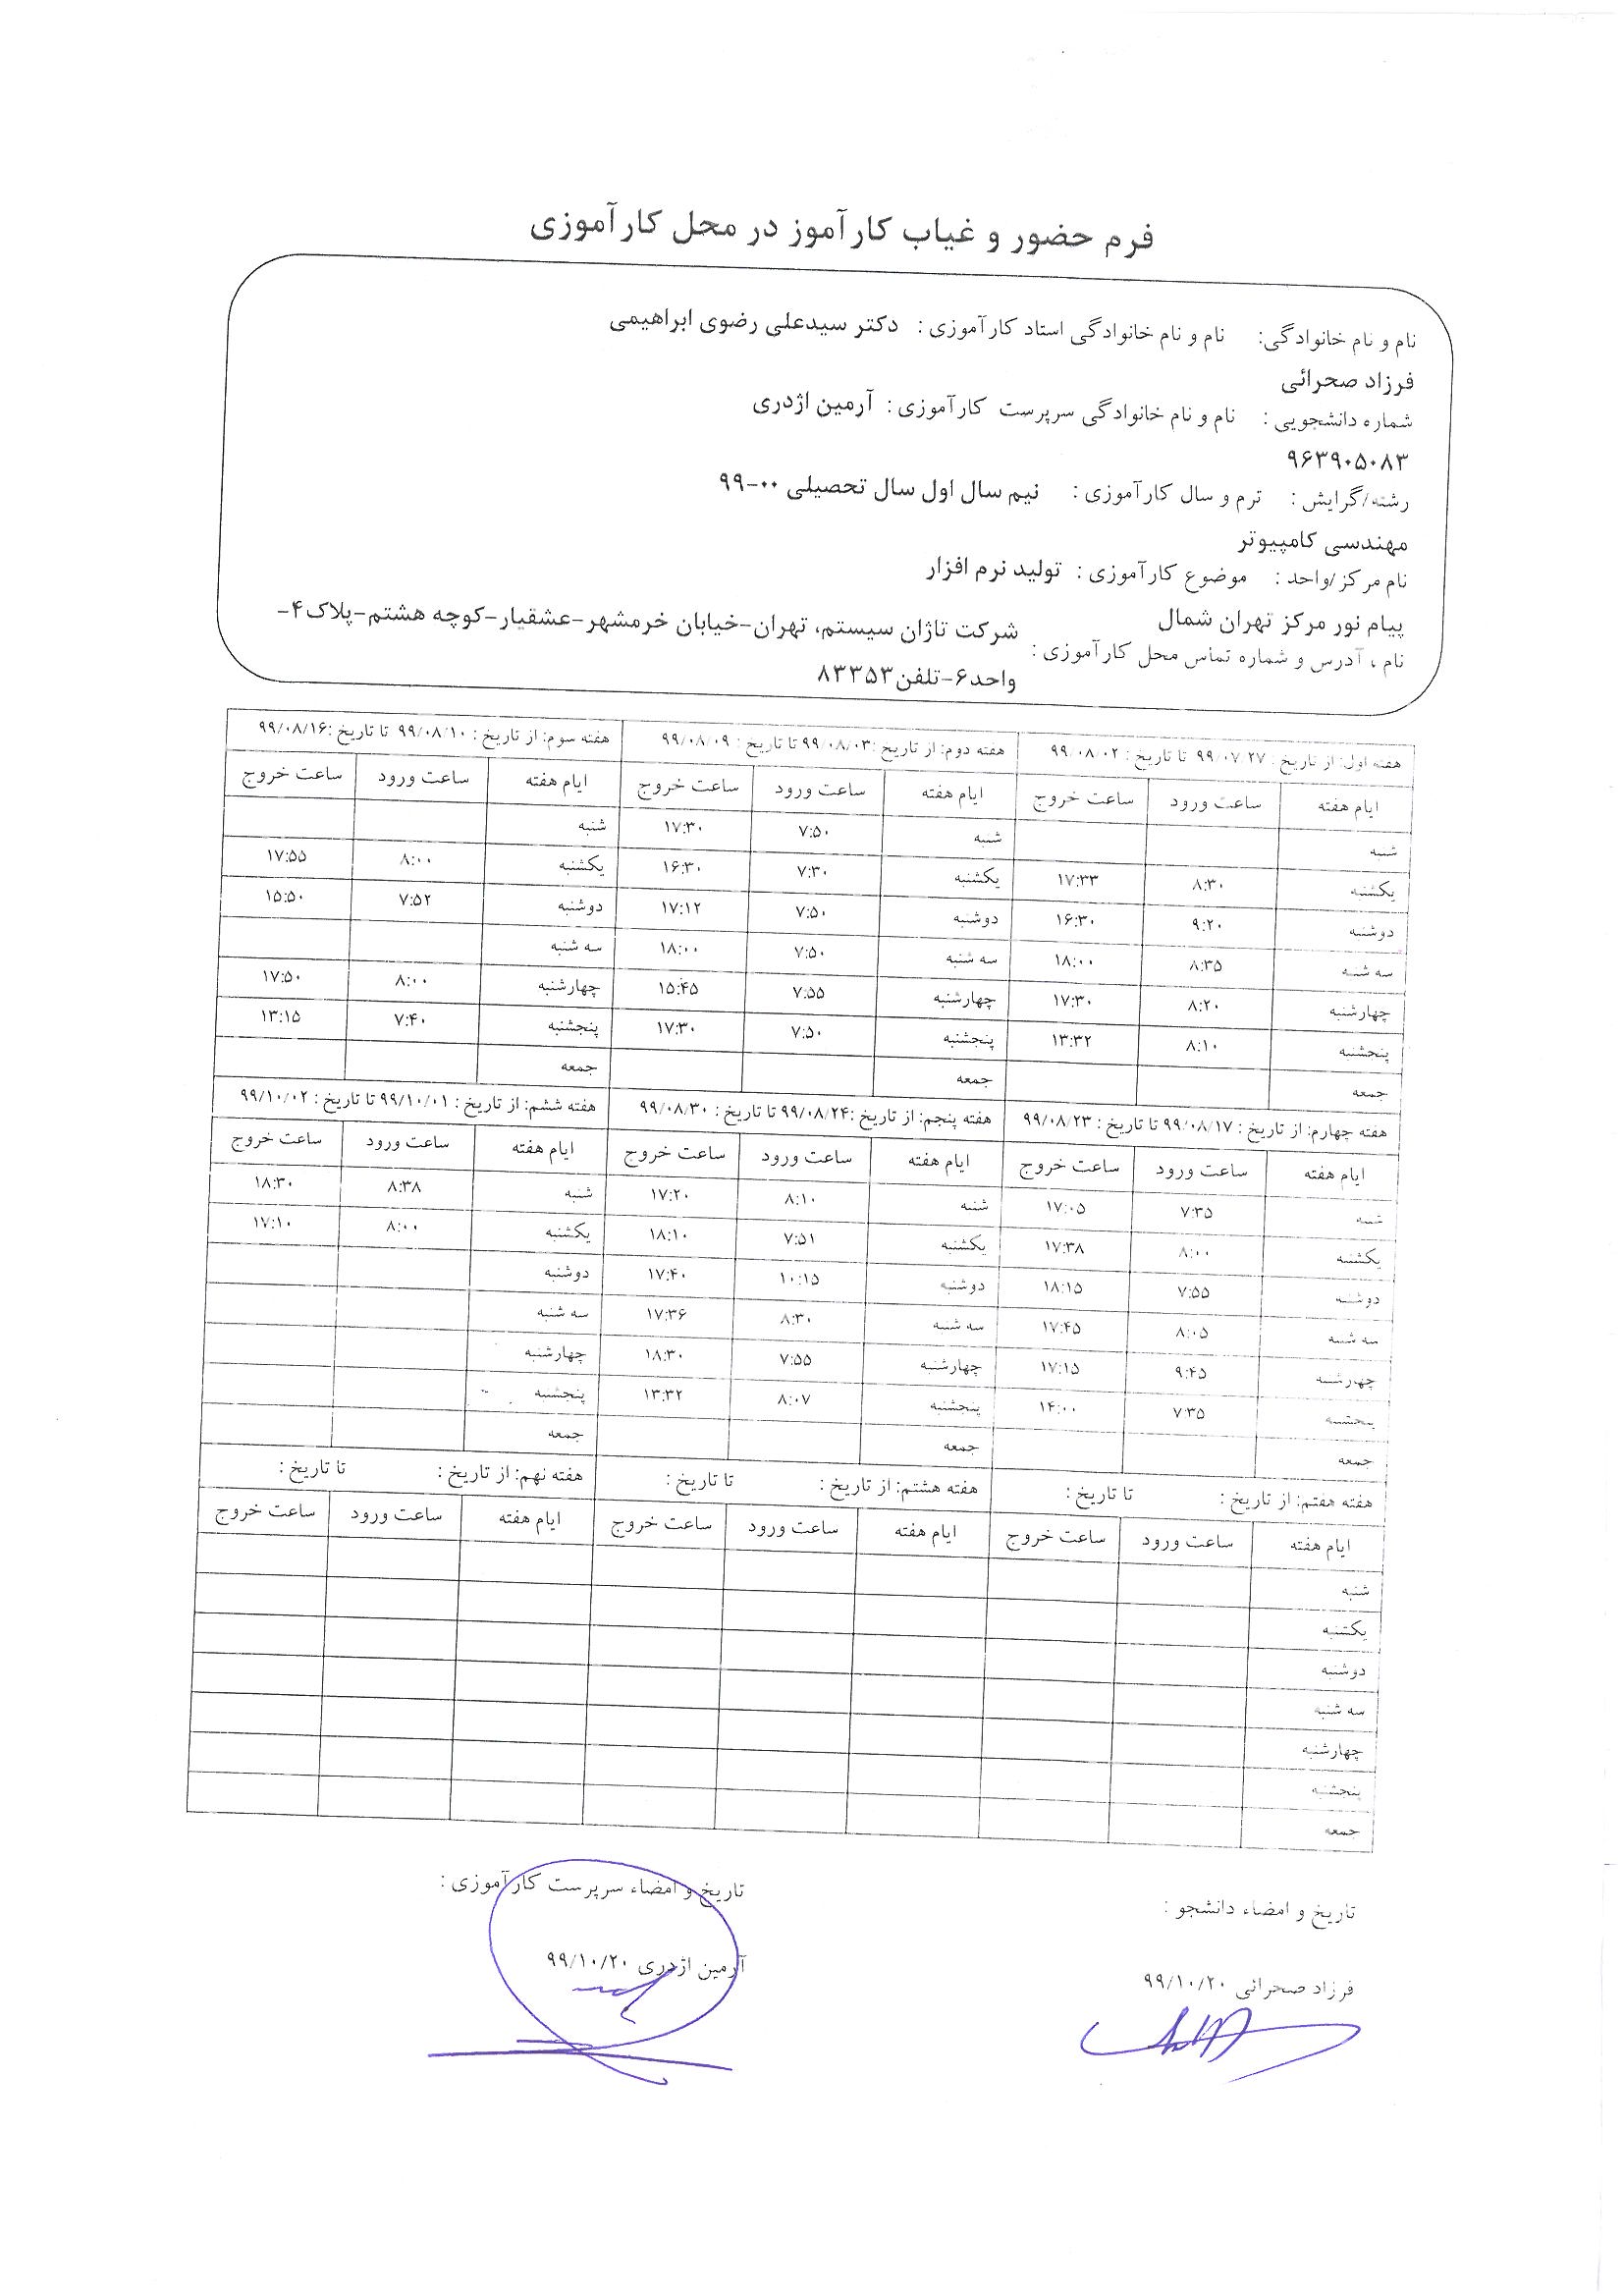 فرم حضور و غیاب کارآموز در محل کارآموزی
نام و نام خانوادگی: نام و نام خانوادگی استاد کارآموزی : دکتر سیدعلی رضوی ابراهیمی
فرزاد صحرائی
شماره دانشجویی : نام و نام خانوادگی سرپرست کارآموزی : آرمین اژدری
۹۶۳۹۰۵۰۸۳
رشته/گرایش : ترم و سال کارآموزی : نیم سال اول سال تحصیلی ۰۰-۹۹
مهندسی کامپیوتر
نام مرکز/واحد : موضوع کارآموزی : تولید نرم افزار
پیام نور مرکز تهران شمال
نام ، آدرس و شماره تماس محل کارآموزی : شرکت تاژان سیستم، تهران-خیابان خرمشهر-عشقیار-کوچه هشتم-پلاک۴-
واحد۶-تلفن۸۳۳۵۳
هفته اول: از تاریخ : ۹۹/۰۷/۲۷ تا تاریخ : ۹۹/۰۸/۰۲ هفته دوم: از تاریخ :۹۹/۰۸/۰۳ تا تاریخ : ۹۹/۰۸/۰۹ هفته سوم: از تاریخ : ۹۹/۰۸/۱۰ تا تاریخ :۹۹/۰۸/۱۶
ایام هفته ساعت ورود ساعت خروج ایام هفته ساعت ورود ساعت خروج ایام هفته ساعت ورود ساعت خروج
شنبه شنبه ۷:۵۰ ۱۷:۳۰ شنبه
یکشنبه ۸:۳۰ ۱۷:۳۳ یکشنبه ۷:۳۰ ۱۶:۳۰ یکشنبه ۸:۰۰ ۱۷:۵۵
دوشنبه ۹:۲۰ ۱۶:۳۰ دوشنبه ۷:۵۰ ۱۷:۱۲ دوشنبه ۷:۵۲ ۱۵:۵۰
سه شنبه ۸:۳۵ ۱۸:۰۰ سه شنبه ۷:۵۰ ۱۸:۰۰ سه شنبه
چهارشنبه ۸:۲۰ ۱۷:۳۰ چهارشنبه ۷:۵۵ ۱۵:۴۵ چهارشنبه ۸:۰۰ ۱۷:۵۰
پنجشنبه ۸:۱۰ ۱۳:۳۲ پنجشنبه ۷:۵۰ ۱۷:۳۰ پنجشنبه ۷:۴۰ ۱۳:۱۵
جمعه جمعه جمعه
هفته چهارم: از تاریخ : ۹۹/۰۸/۱۷ تا تاریخ : ۹۹/۰۸/۲۳ هفته پنجم: از تاریخ :۹۹/۰۸/۲۴ تا تاریخ : ۹۹/۰۸/۳۰ هفته ششم: از تاریخ : ۹۹/۱۰/۰۱ تا تاریخ : ۹۹/۱۰/۰۲
ایام هفته ساعت ورود ساعت خروج ایام هفته ساعت ورود ساعت خروج ایام هفته ساعت ورود ساعت خروج
شنبه ۷:۳۵ ۱۷:۰۵ شنبه ۸:۱۰ ۱۷:۲۰ شنبه ۸:۳۸ ۱۸:۳۰
یکشنبه ۸:۰۰ ۱۷:۳۸ یکشنبه ۷:۵۱ ۱۸:۱۰ یکشنبه ۸:۰۰ ۱۷:۱۰
دوشنبه ۷:۵۵ ۱۸:۱۵ دوشنبه ۱۰:۱۵ ۱۷:۴۰ دوشنبه
سه شنبه ۸:۰۵ ۱۷:۴۵ سه شنبه ۸:۳۰ ۱۷:۳۶ سه شنبه
چهارشنبه ۹:۴۵ ۱۷:۱۵ چهارشنبه ۷:۵۵ ۱۸:۳۰ چهارشنبه
پنجشنبه ۷:۳۵ ۱۴:۰۰ پنجشنبه ۸:۰۷ ۱۳:۳۲ پنجشنبه
جمعه جمعه جمعه
هفته هفتم: از تاریخ : تا تاریخ : هفته هشتم: از تاریخ : تا تاریخ : هفته نهم: از تاریخ : تا تاریخ :
ایام هفته ساعت ورود ساعت خروج ایام هفته ساعت ورود ساعت خروج ایام هفته ساعت ورود ساعت خروج
شنبه
یکشنبه
دوشنبه
سه شنبه
چهارشنبه
پنجشنبه
جمعه
تاریخ و امضاء دانشجو : تاریخ و امضاء سرپرست کارآموزی :
فرزاد صحرائی ۹۹/۱۰/۲۰ آرمین اژدری ۹۹/۱۰/۲۰